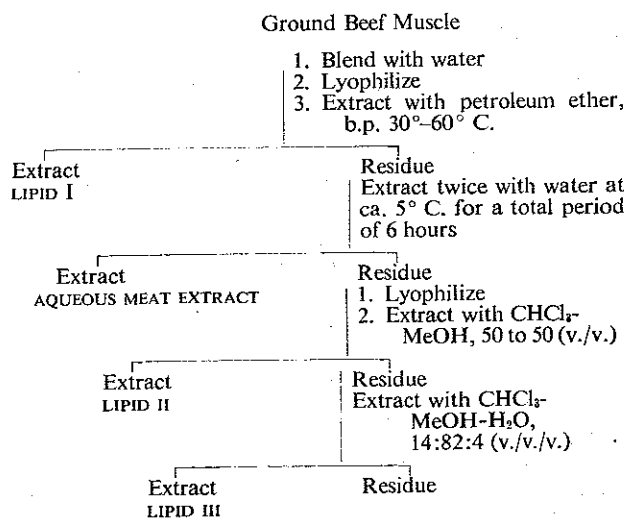 Ground Beef Muscle
1. Blend with water
2. Lyophilize
3. Extract with petroleum ether,
b.p. 30°–60° C.
Extract
LIPID I
Residue
Extract twice with water at
ca. 5° C. for a total period
of 6 hours
Extract
AQUEOUS MEAT EXTRACT
Residue
1. Lyophilize
2. Extract with CHCl₃-
MeOH, 50 to 50 (v./v.)
Extract
LIPID II
Residue
Extract with CHCl₃-
MeOH-H₂O,
14:82:4 (v./v./v.)
Extract
LIPID III
Residue